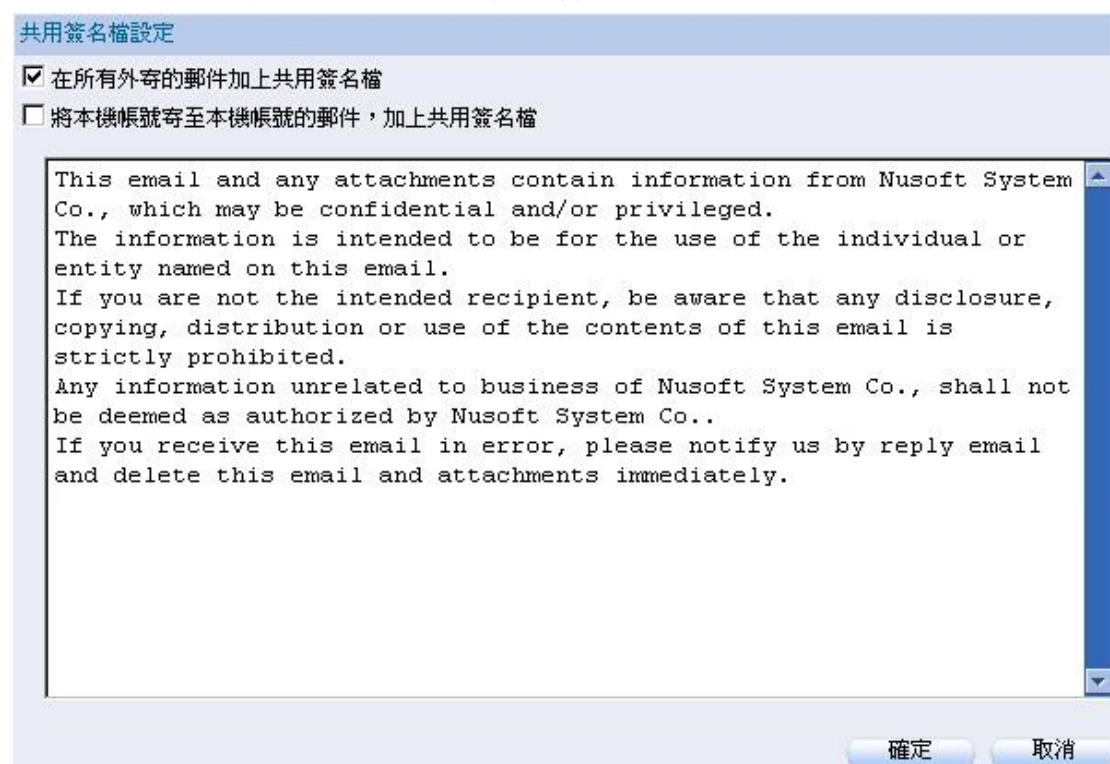 共用簽名檔設定
在所有外寄的郵件加上共用簽名檔
將本機帳號寄至本機帳號的郵件，加上共用簽名檔
This email and any attachments contain information from Nusoft System
Co., which may be confidential and/or privileged.
The information is intended to be for the use of the individual or
entity named on this email.
If you are not the intended recipient, be aware that any disclosure,
copying, distribution or use of the contents of this email is
strictly prohibited.
Any information unrelated to business of Nusoft System Co., shall not
be deemed as authorized by Nusoft System Co..
If you receive this email in error, please notify us by reply email
and delete this email and attachments immediately.
確定 取消